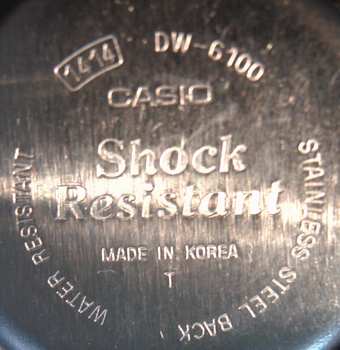 1414 DW-6100
CASIO
Shock
Resistant
MADE IN KOREA
T
WATER RESISTANT
STAINLESS STEEL BACK